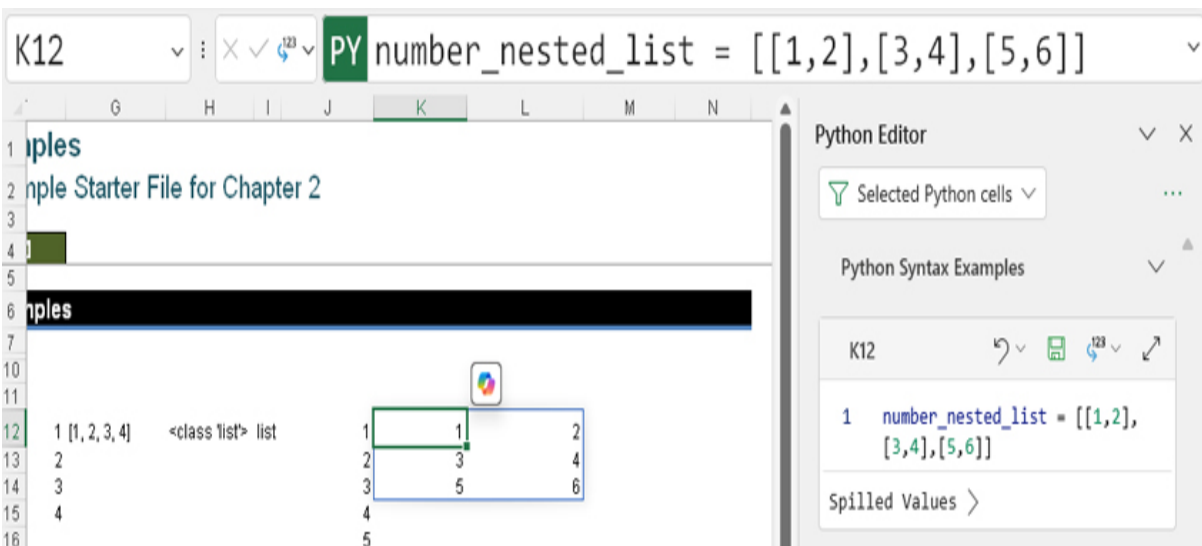 K12 123 PY number_nested_list = [[1,2],[3,4],[5,6]]
G H I J K L M N
1 mples
2 mple Starter File for Chapter 2
3
4
5
6 mples
7
10
11
12 1 [1, 2, 3, 4] <class 'list'> list 1 1 2
13 2 2 3 4
14 3 3 5 6
15 4 4
16 5
Python Editor
Selected Python cells
Python Syntax Examples
K12 123
1 number_nested_list = [[1,2],
[3,4],[5,6]]
Spilled Values